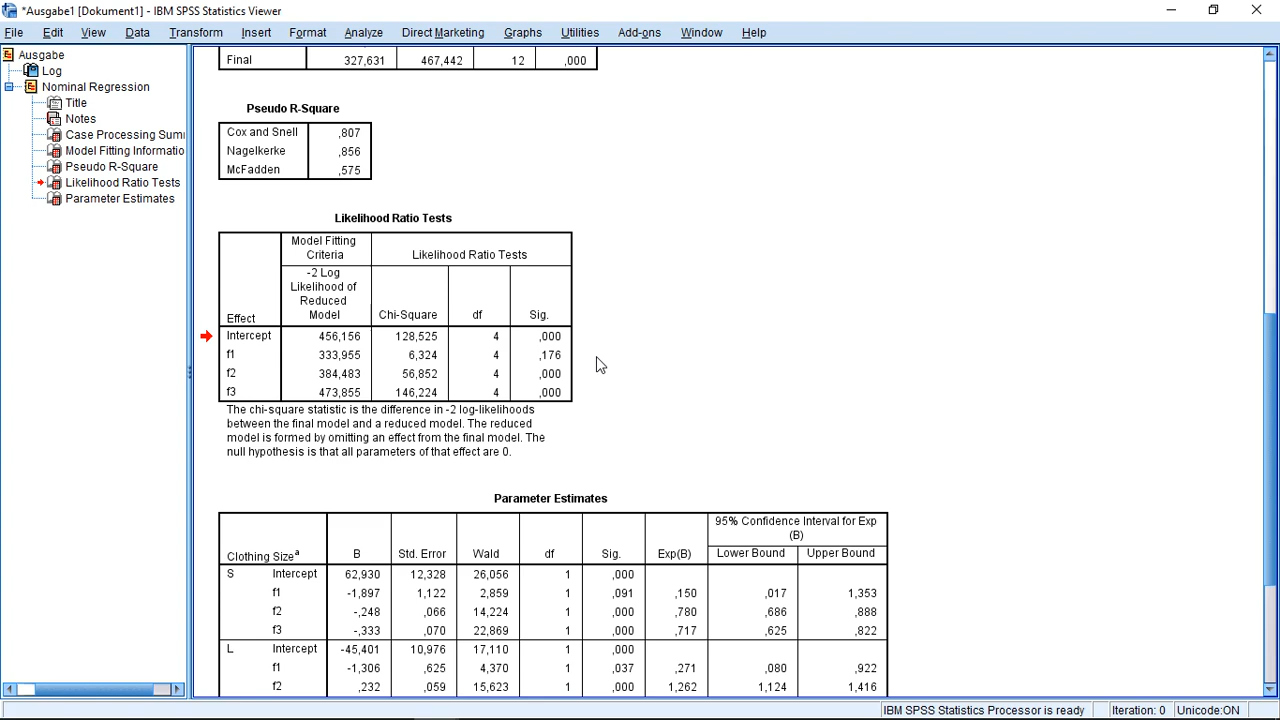 *Ausgabe1 [Dokument1] - IBM SPSS Statistics Viewer
File Edit View Data Transform Insert Format Analyze Direct Marketing Graphs Utilities Add-ons Window Help
Ausgabe
Log
Nominal Regression
Title
Notes
Case Processing Sum
Model Fitting Informatio
Pseudo R-Square
Likelihood Ratio Tests
Parameter Estimates
Final 327,631 467,442 12 ,000
Pseudo R-Square
Cox and Snell ,807
Nagelkerke ,856
McFadden ,575
Likelihood Ratio Tests
Effect
Model Fitting
Criteria
-2 Log
Likelihood of
Reduced
Model
Likelihood Ratio Tests
Chi-Square df Sig.
Intercept 456,156 128,525 4 ,000
f1 333,955 6,324 4 ,176
f2 384,483 56,852 4 ,000
f3 473,855 146,224 4 ,000
The chi-square statistic is the difference in -2 log-likelihoods
between the final model and a reduced model. The reduced
model is formed by omitting an effect from the final model. The
null hypothesis is that all parameters of that effect are 0.
Parameter Estimates
95% Confidence Interval for Exp
(B)
Clothing Sizeª B Std. Error Wald df Sig. Exp(B) Lower Bound Upper Bound
S Intercept 62,930 12,328 26,056 1 ,000
f1 -1,897 1,122 2,859 1 ,091 ,150 ,017 1,353
f2 -,248 ,066 14,224 1 ,000 ,780 ,686 ,888
f3 -,333 ,070 22,869 1 ,000 ,717 ,625 ,822
L Intercept -45,401 10,976 17,110 1 ,000
f1 -1,306 ,625 4,370 1 ,037 ,271 ,080 ,922
f2 ,232 ,059 15,623 1 ,000 1,262 1,124 1,416
IBM SPSS Statistics Processor is ready Iteration: 0 Unicode:ON